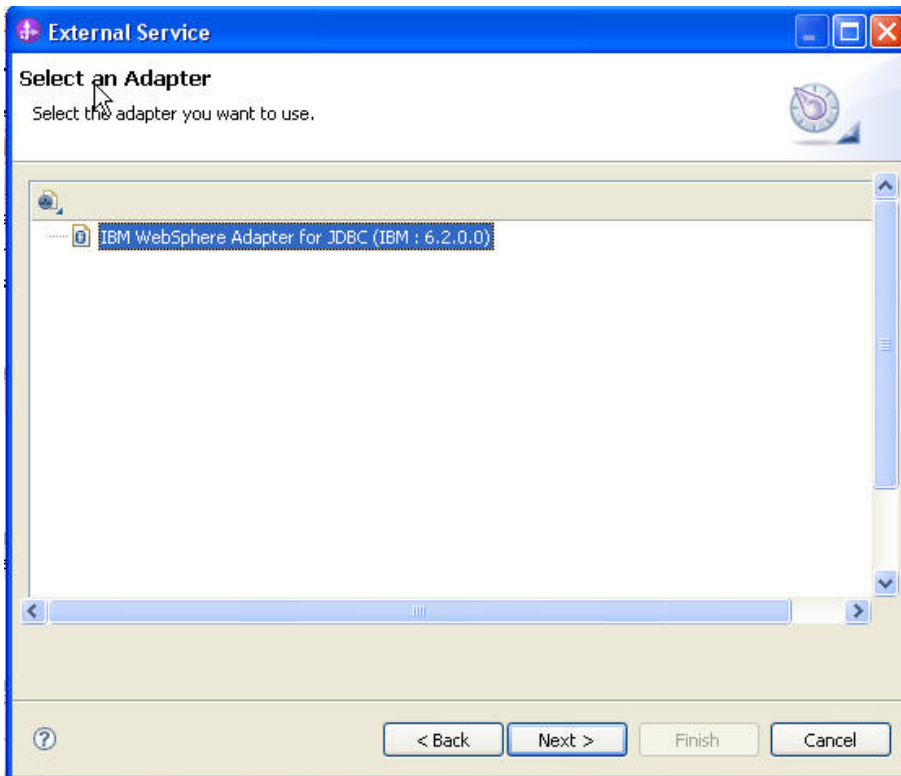 External Service
Select an Adapter
Select the adapter you want to use.
IBM WebSphere Adapter for JDBC (IBM : 6.2.0.0)
< Back
Next >
Finish
Cancel